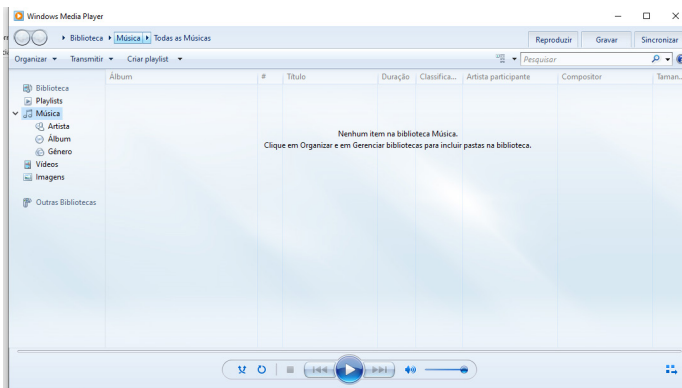 Windows Media Player
Biblioteca Música Todas as Músicas
Reproduzir Gravar Sincronizar
Organizar Transmitir Criar playlist Pesquisar
Álbum # Título Duração Classifica... Artista participante Compositor Taman...
Biblioteca
Playlists
Música
Artista
Álbum
Gênero
Vídeos
Imagens
Outras Bibliotecas
Nenhum item na biblioteca Música.
Clique em Organizar e em Gerenciar bibliotecas para incluir pastas na biblioteca.